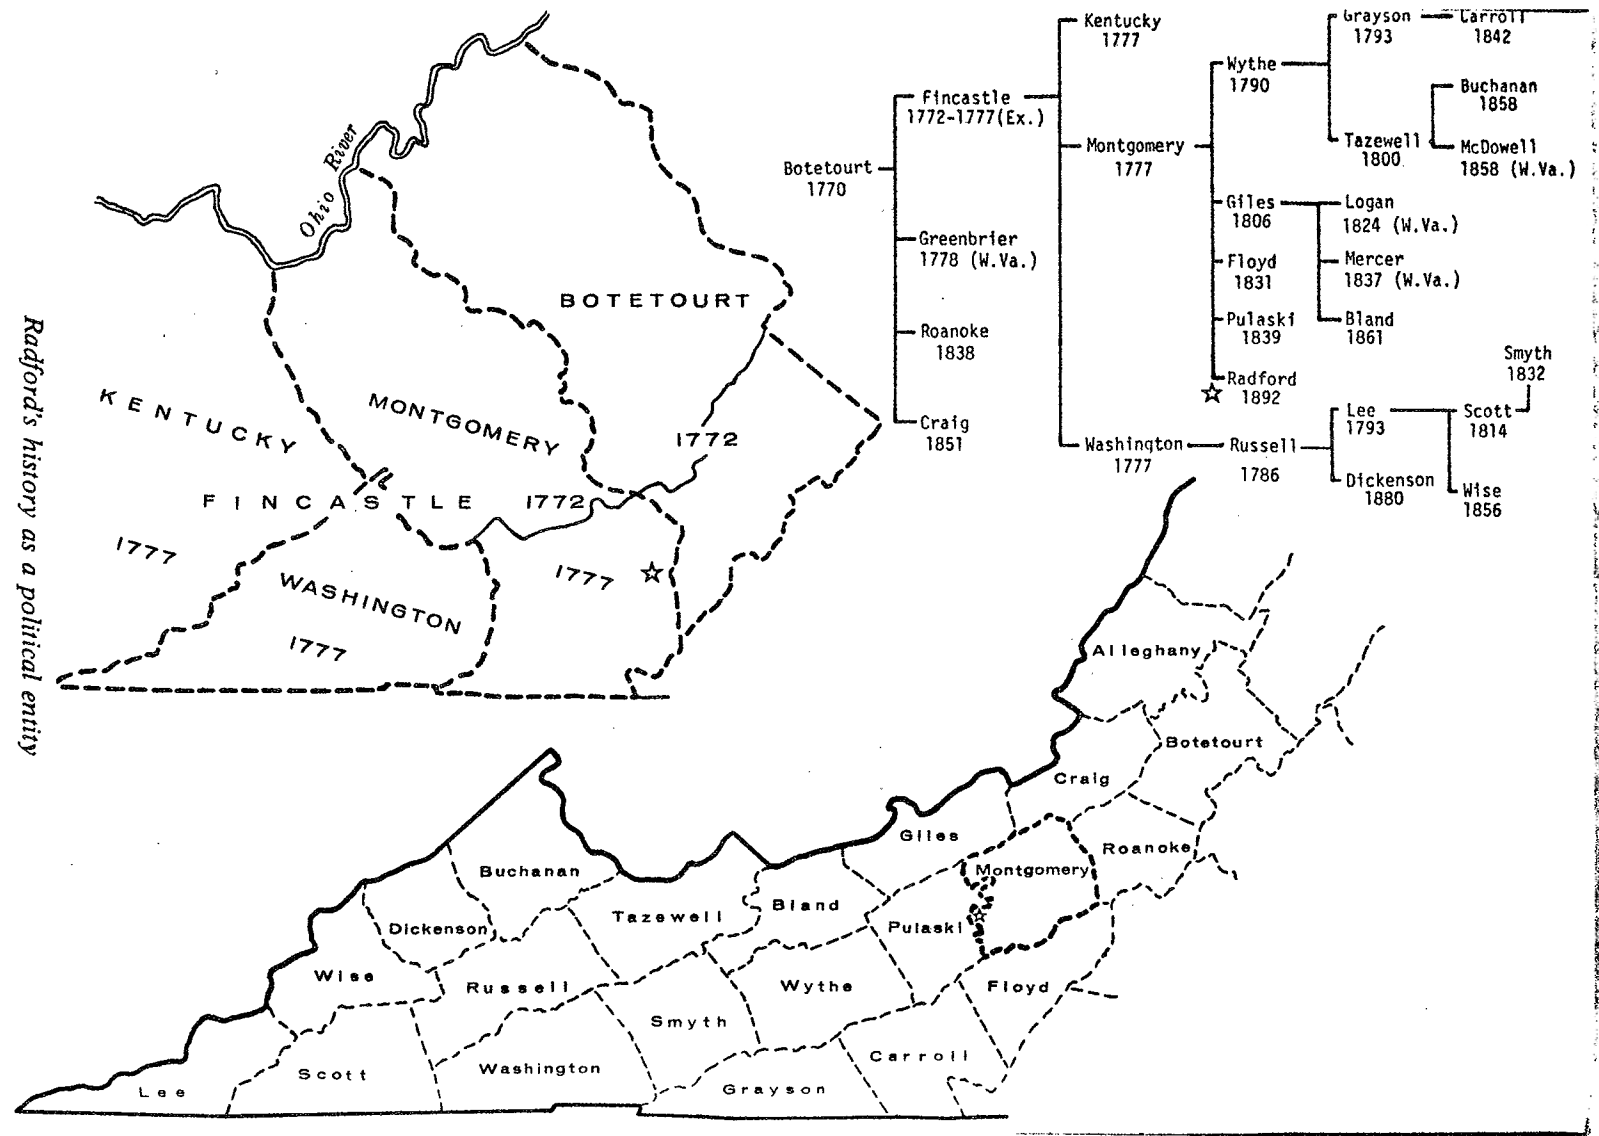 Radford's history as a political entity
Ohio River
BOTETOURT
KENTUCKY
MONTGOMERY
1772
FINCASTLE 1772
1777
WASHINGTON
1777
1777
Botetourt
1770
Fincastle
1772-1777(Ex.)
Greenbrier
1778 (W.Va.)
Roanoke
1838
Craig
1851
Kentucky
1777
Montgomery
1777
Washington
1777
Wythe
1790
Giles
1806
Floyd
1831
Pulaski
1839
Radford
1892
Russell
1786
Grayson
1793
Carroll
1842
Tazewell
1800
Buchanan
1858
McDowell
1858 (W.Va.)
Logan
1824 (W.Va.)
Mercer
1837 (W.Va.)
Bland
1861
Lee
1793
Dickenson
1880
Scott
1814
Smyth
1832
Wise
1856
Alleghany
Botetourt
Craig
Giles
Roanoke
Montgomery
Buchanan
Tazewell
Bland
Pulaski
Dickenson
Wise
Russell
Wythe
Floyd
Smyth
Carroll
Lee
Scott
Washington
Grayson